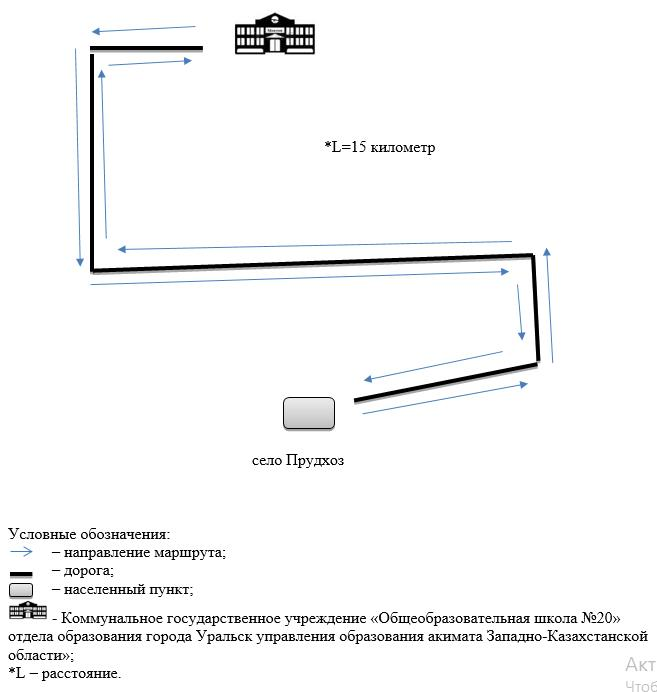 *L=15 километр
село Прудхоз
Условные обозначения:
– направление маршрута;
– дорога;
– населенный пункт;
- Коммунальное государственное учреждение «Общеобразовательная школа №20»
отдела образования города Уральск управления образования акимата Западно-Казахстанской
области»;
*L – расстояние.
Акт
Чтоб